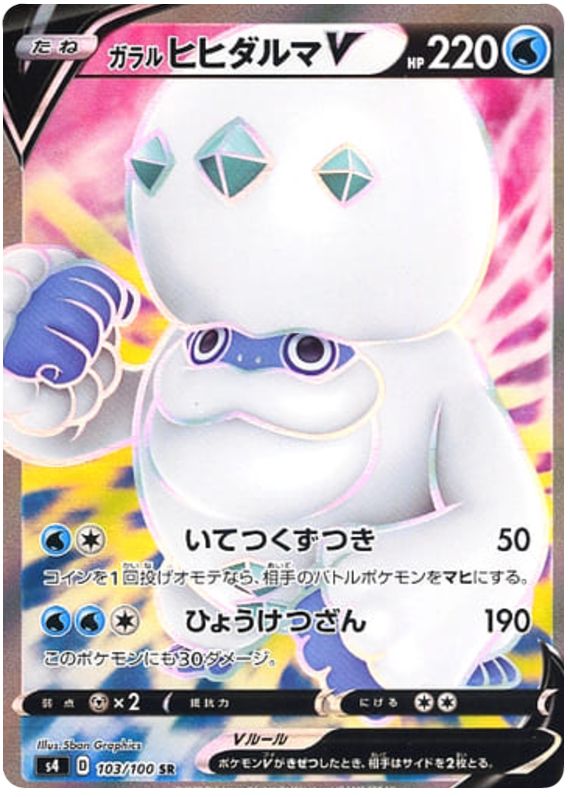 たね ガラルヒヒダルマV HP220
いてつくずつき 50
コインを1回投げオモテなら、相手のバトルポケモンをマヒにする。
ひょうけつざん 190
このポケモンにも30ダメージ。
弱点 ×2 抵抗力 にげる
Illus. 5ban Graphics
Vルール
s4 D 103/100 SR
ポケモンVがきぜつしたとき、相手はサイドを2枚とる。